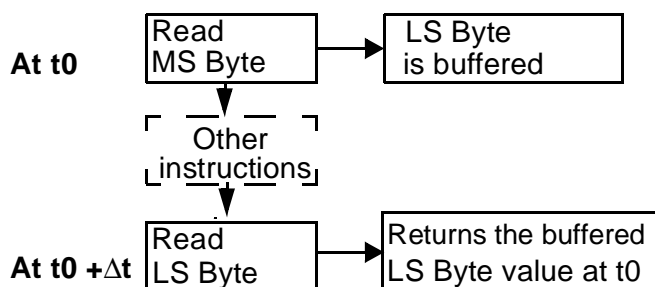 At t0
Read
MS Byte
LS Byte
is buffered
Other
instructions
At t0 +Δt
Read
LS Byte
Returns the buffered
LS Byte value at t0